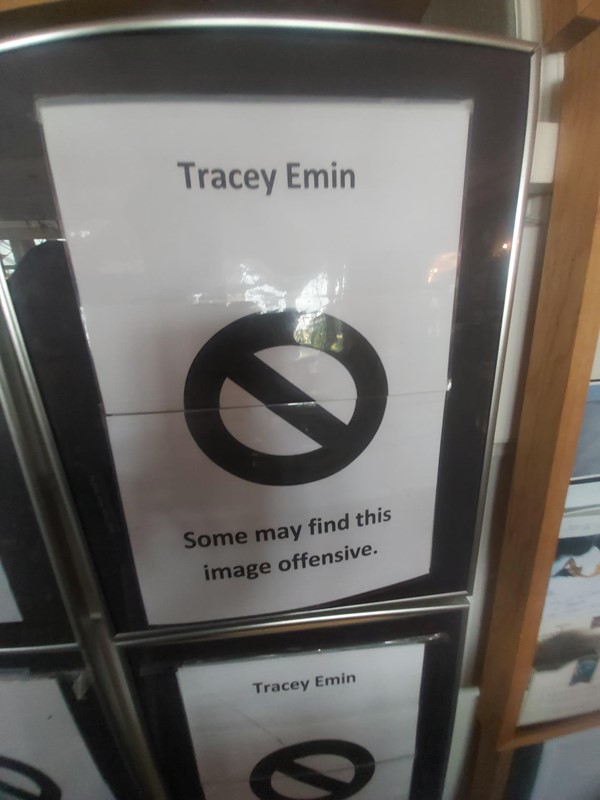 Tracey Emin
Some may find this
image offensive.
Tracey Emin